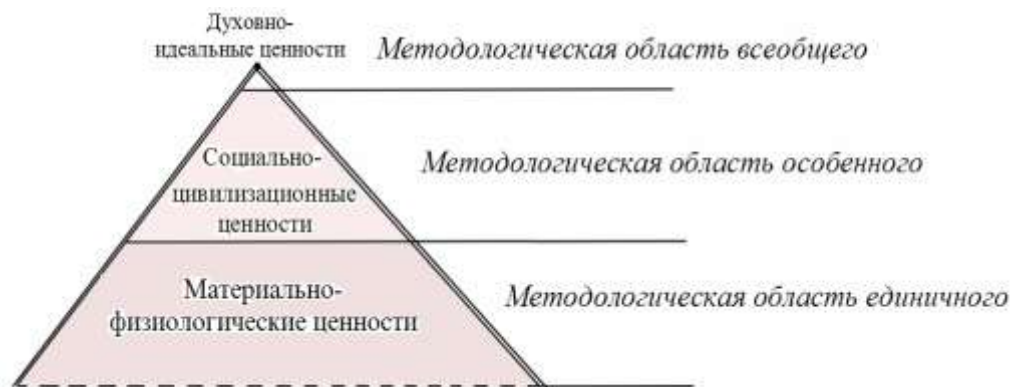 Духовно-
идеальные ценности
Методологическая область всеобщего
Социально-
цивилизационные
ценности
Методологическая область особенного
Материально-
физиологические ценности
Методологическая область единичного